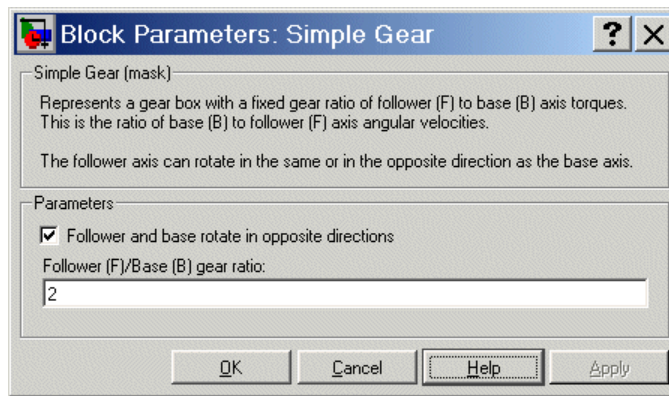 Block Parameters: Simple Gear
Simple Gear (mask)
Represents a gear box with a fixed gear ratio of follower (F) to base (B) axis torques.
This is the ratio of base (B) to follower (F) axis angular velocities.
The follower axis can rotate in the same or in the opposite direction as the base axis.
Parameters
Follower and base rotate in opposite directions
Follower (F)/Base (B) gear ratio:
2
OK Cancel Help Apply